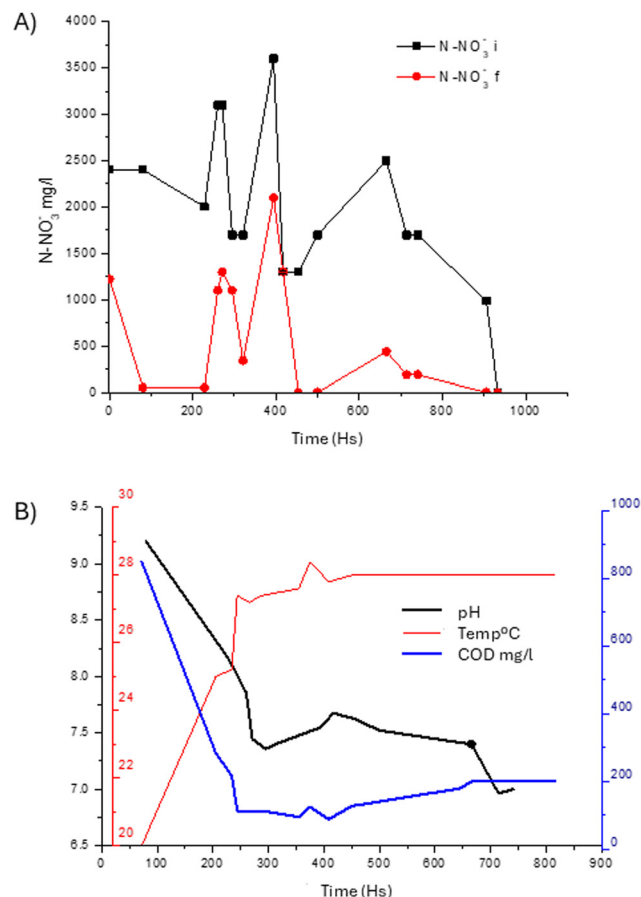 A)
4000
3500
3000
2500
2000
1500
1000
500
0
N-NO₃⁻ mg/l
N-NO₃⁻ i
N-NO₃⁻ f
0 200 400 600 800 1000
Time (Hs)
B)
9.5
9.0
8.5
8.0
7.5
7.0
6.5
30
28
26
24
22
20
pH
TempºC
COD mg/l
1000
800
600
400
200
0
0 100 200 300 400 500 600 700 800 900
Time (Hs)